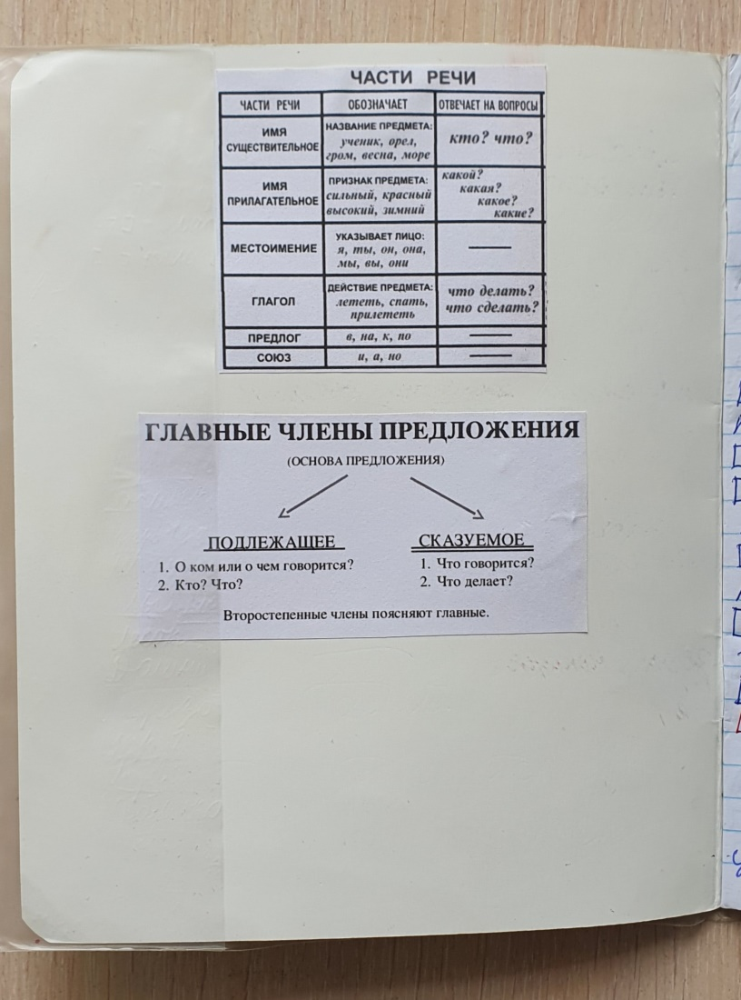 ЧАСТИ РЕЧИ
ЧАСТИ РЕЧИ ОБОЗНАЧАЕТ ОТВЕЧАЕТ НА ВОПРОСЫ
ИМЯ
СУЩЕСТВИТЕЛЬНОЕ
НАЗВАНИЕ ПРЕДМЕТА:
ученик, орел,
гром, весна, море
кто? что?
ИМЯ
ПРИЛАГАТЕЛЬНОЕ
ПРИЗНАК ПРЕДМЕТА:
сильный, красный
высокий, зимний
какой?
какая?
какое?
какие?
МЕСТОИМЕНИЕ
УКАЗЫВАЕТ ЛИЦО:
я, ты, он, она,
мы, вы, они
ГЛАГОЛ
ДЕЙСТВИЕ ПРЕДМЕТА:
лететь, спать,
прилететь
что делать?
что сделать?
ПРЕДЛОГ в, на, к, по
СОЮЗ и, а, но
ГЛАВНЫЕ ЧЛЕНЫ ПРЕДЛОЖЕНИЯ
(ОСНОВА ПРЕДЛОЖЕНИЯ)
ПОДЛЕЖАЩЕЕ
1. О ком или о чем говорится?
2. Кто? Что?
СКАЗУЕМОЕ
1. Что говорится?
2. Что делает?
Второстепенные члены поясняют главные.